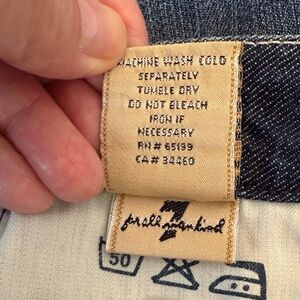 MACHINE WASH COLD
SEPARATELY
TUMBLE DRY
DO NOT BLEACH
IRON IF
NECESSARY
RN# 65199
CA# 34460
7
for all mankind
50